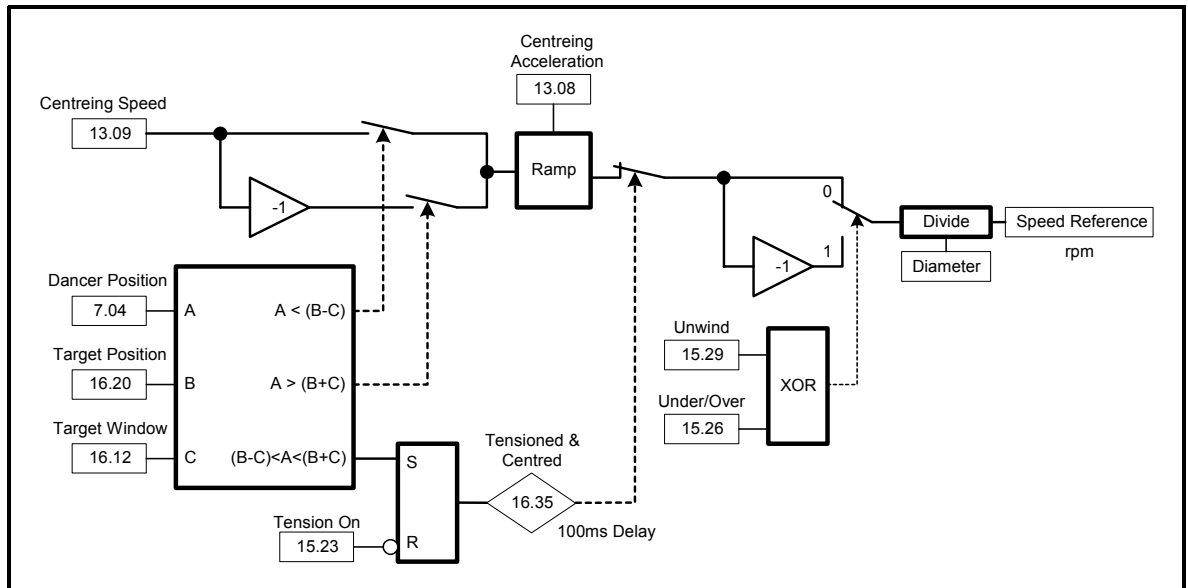 Centreing
Acceleration
13.08
Centreing Speed
13.09
Ramp
-1
0
1
-1
Divide
Speed Reference
rpm
Diameter
Dancer Position
7.04
A
A < (B-C)
Target Position
16.20
B
A > (B+C)
Target Window
16.12
C
(B-C)<A<(B+C)
Unwind
15.29
XOR
Under/Over
15.26
S
R
Tensioned &
Centred
16.35
100ms Delay
Tension On
15.23